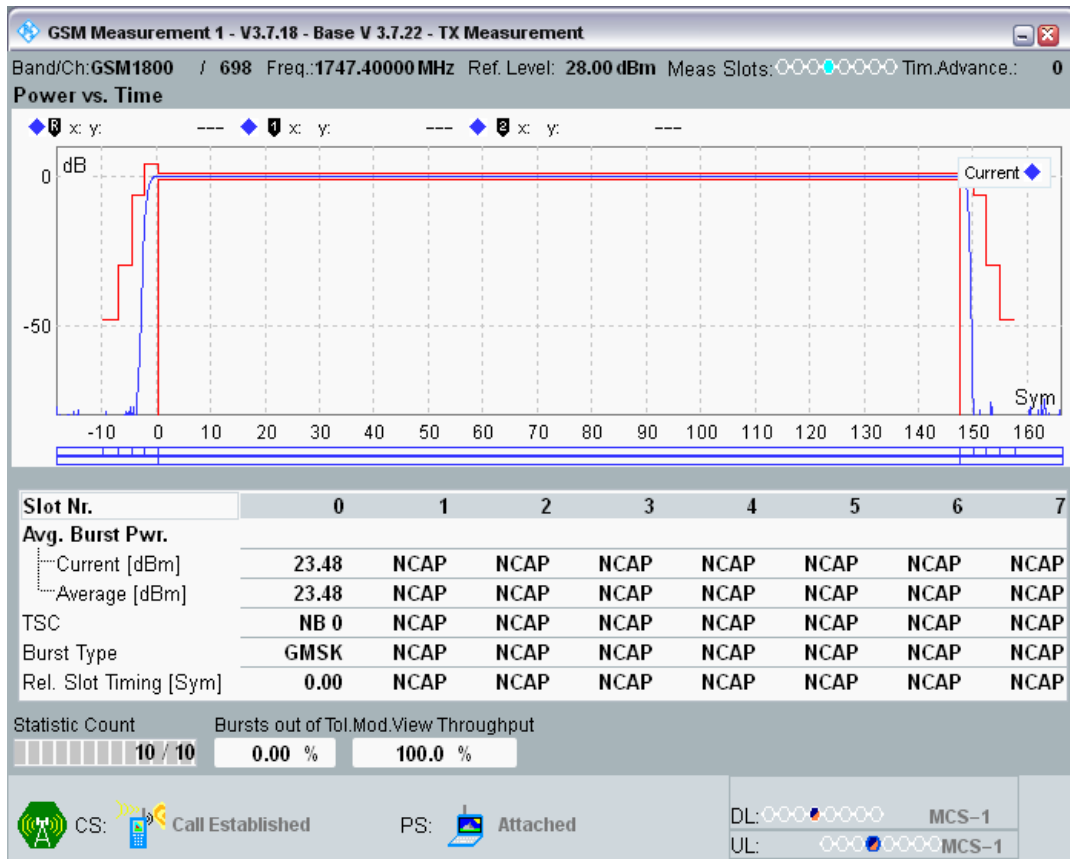 GSM Measurement 1 - V3.7.18 - Base V 3.7.22 - TX Measurement
Band/Ch:GSM1800 / 698 Freq.:1747.40000 MHz Ref. Level: 28.00 dBm Meas Slots: Tim.Advance.: 0
Power vs. Time
R x: y: --- 1 x: y: --- 2 x: y: ---
dB
Current
0
-50
Sym
-10 0 10 20 30 40 50 60 70 80 90 100 110 120 130 140 150 160
Slot Nr. 0 1 2 3 4 5 6 7
Avg. Burst Pwr.
Current [dBm] 23.48 NCAP NCAP NCAP NCAP NCAP NCAP NCAP
Average [dBm] 23.48 NCAP NCAP NCAP NCAP NCAP NCAP NCAP
TSC NB 0 NCAP NCAP NCAP NCAP NCAP NCAP NCAP
Burst Type GMSK NCAP NCAP NCAP NCAP NCAP NCAP NCAP
Rel. Slot Timing [Sym] 0.00 NCAP NCAP NCAP NCAP NCAP NCAP NCAP
Statistic Count Bursts out of Tol. Mod.View Throughput
10 / 10 0.00 % 100.0 %
CS: Call Established PS: Attached DL: MCS-1
UL: MCS-1